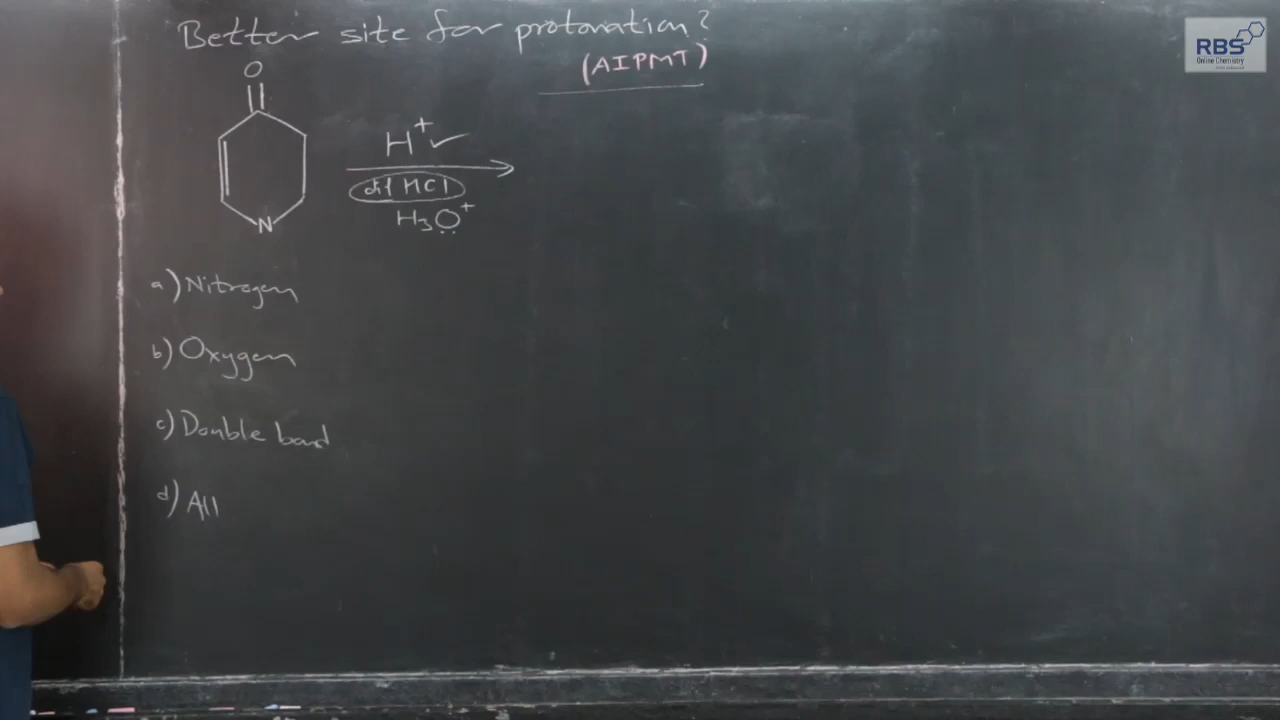 Better site for protonation?
(AIPMT)
O
H+
dil HCl
H3O+
N
a) Nitrogen
b) Oxygen
c) Double bond
d) All
RBS
Online Chemistry